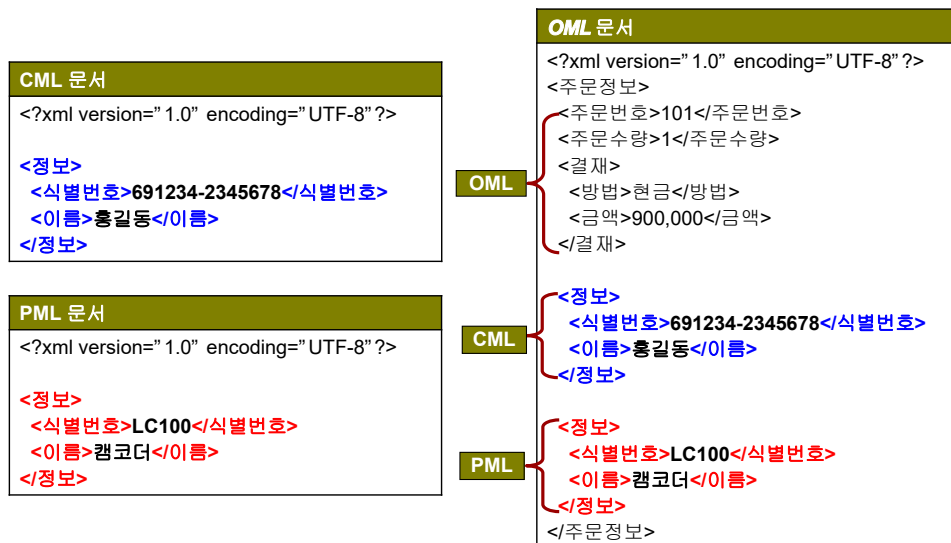 CML 문서
<?xml version=”1.0” encoding=”UTF-8”?>
<정보>
<식별번호>691234-2345678</식별번호>
<이름>홍길동</이름>
</정보>
PML 문서
<?xml version=”1.0” encoding=”UTF-8”?>
<정보>
<식별번호>LC100</식별번호>
<이름>캠코더</이름>
</정보>
OML 문서
<?xml version=”1.0” encoding=”UTF-8”?>
<주문정보>
OML
<주문번호>101</주문번호>
<주문수량>1</주문수량>
<결재>
<방법>현금</방법>
<금액>900,000</금액>
</결재>
CML
<정보>
<식별번호>691234-2345678</식별번호>
<이름>홍길동</이름>
</정보>
PML
<정보>
<식별번호>LC100</식별번호>
<이름>캠코더</이름>
</정보>
</주문정보>